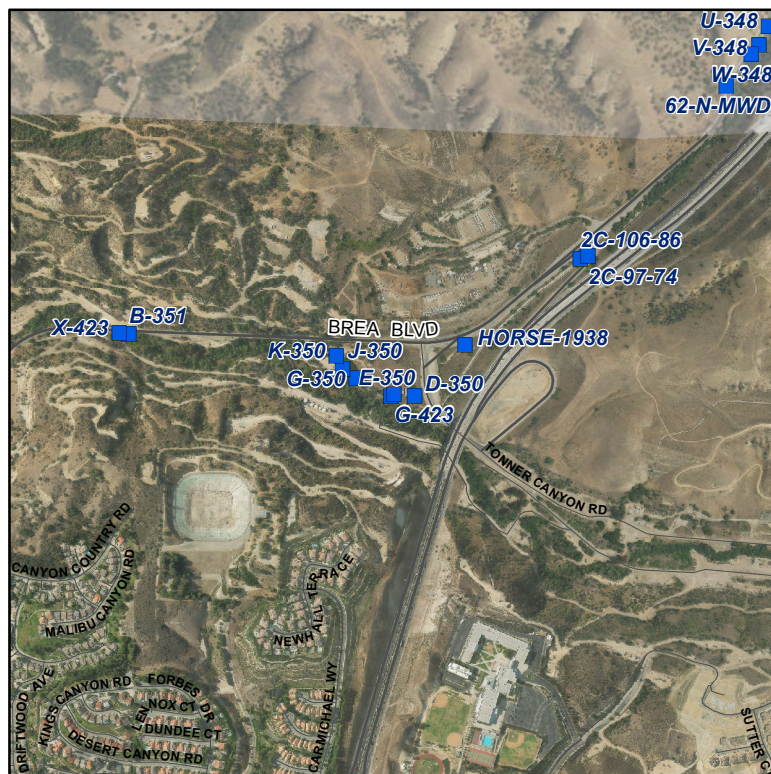 U-348
V-348
W-348
62-N-MWD
2C-106-86
2C-97-74
X-423
B-351
BREA BLVD
K-350
J-350
HORSE-1938
G-350
E-350
D-350
G-423
TONNER CANYON RD
CANYON COUNTRY RD
MALIBU CANYON RD
NEWHALL TERRACE
DRIFTWOOD AVE
KINGS CANYON RD
FORBES DR
LEN
NOX CT
DUNDEE CT
DESERT CANYON RD
CARMICHAEL WY
SUTTER C